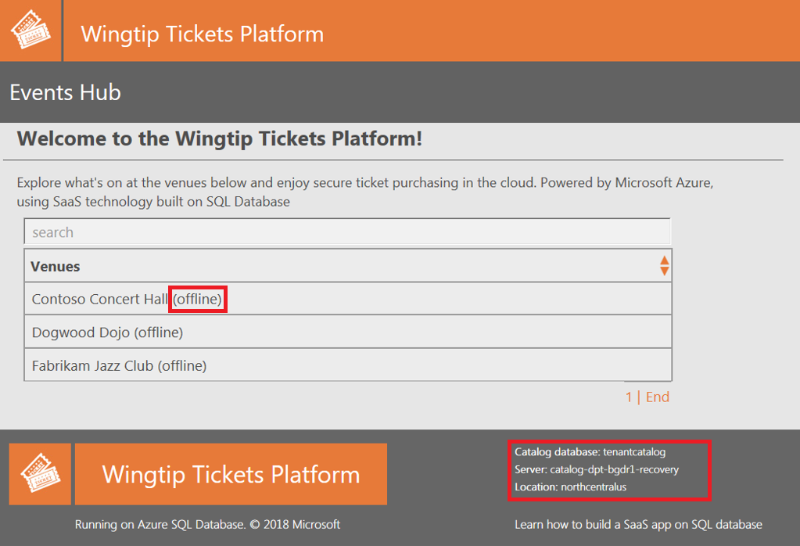 Wingtip Tickets Platform
Events Hub
Welcome to the Wingtip Tickets Platform!
Explore what's on at the venues below and enjoy secure ticket purchasing in the cloud. Powered by Microsoft Azure,
using SaaS technology built on SQL Database
search
Venues
Contoso Concert Hall (offline)
Dogwood Dojo (offline)
Fabrikam Jazz Club (offline)
1 | End
Wingtip Tickets Platform
Catalog database: tenantcatalog
Server: catalog-dpt-bgdr1-recovery
Location: northcentralus
Running on Azure SQL Database. © 2018 Microsoft
Learn how to build a SaaS app on SQL database